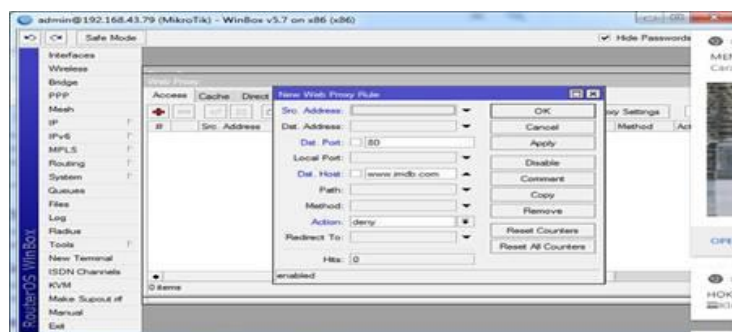 admin@192.168.43.79 (MikroTik) - WinBox v5.7 on x86 (x86)
Safe Mode
Hide Passwords
Interfaces
Wireless
Bridge
PPP
Mesh
IP
IPv6
MPLS
Routing
System
Queues
Files
Log
Radius
Tools
New Terminal
ISDN Channels
KVM
Make Supout.rif
Manual
Exit
RouterOS WinBox
Web Proxy
Access Cache Direct
# Src. Address
Method
0 items
New Web Proxy Rule
Src. Address:
Dst. Address:
Dst. Port: 80
Local Port:
Dst. Host: www.imdb.com
Path:
Method:
Action: deny
Redirect To:
Hits: 0
enabled
OK
Cancel
Apply
Disable
Comment
Copy
Remove
Reset Counters
Reset All Counters
Settings